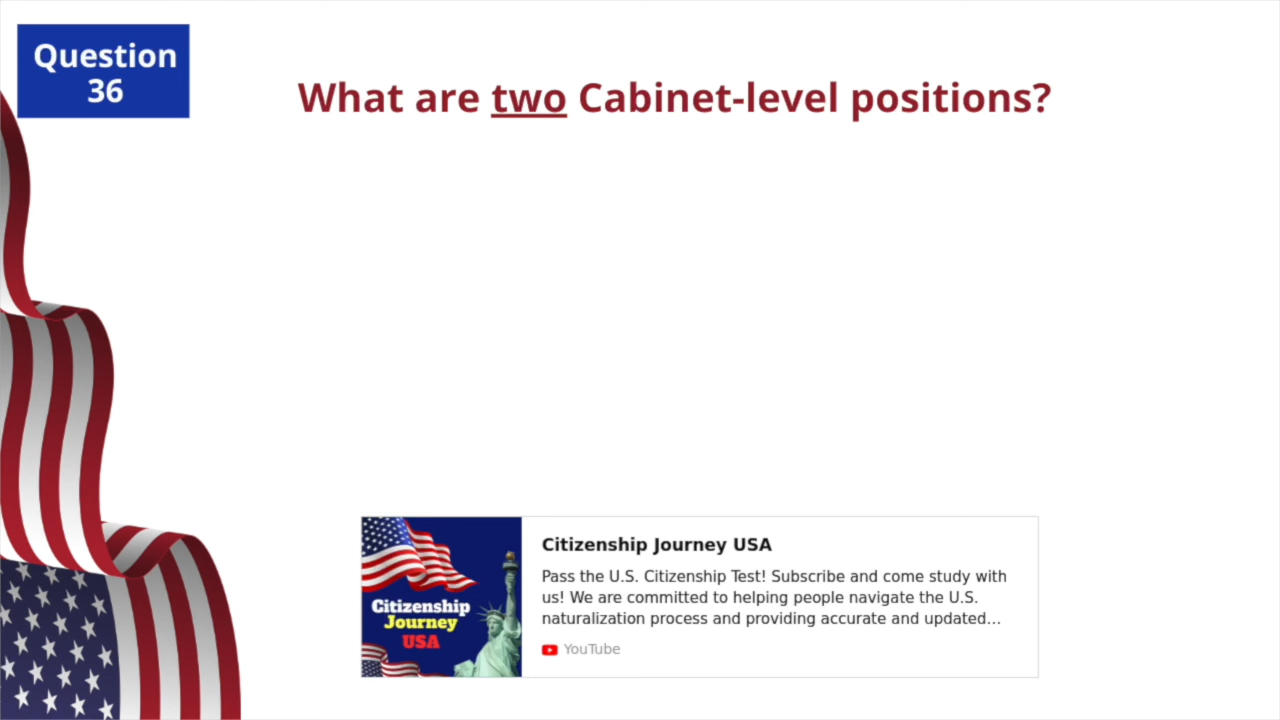 Question
36
What are two Cabinet-level positions?
Citizenship Journey USA
Pass the U.S. Citizenship Test! Subscribe and come study with
us! We are committed to helping people navigate the U.S.
naturalization process and providing accurate and updated...
YouTube
Citizenship
Journey
USA